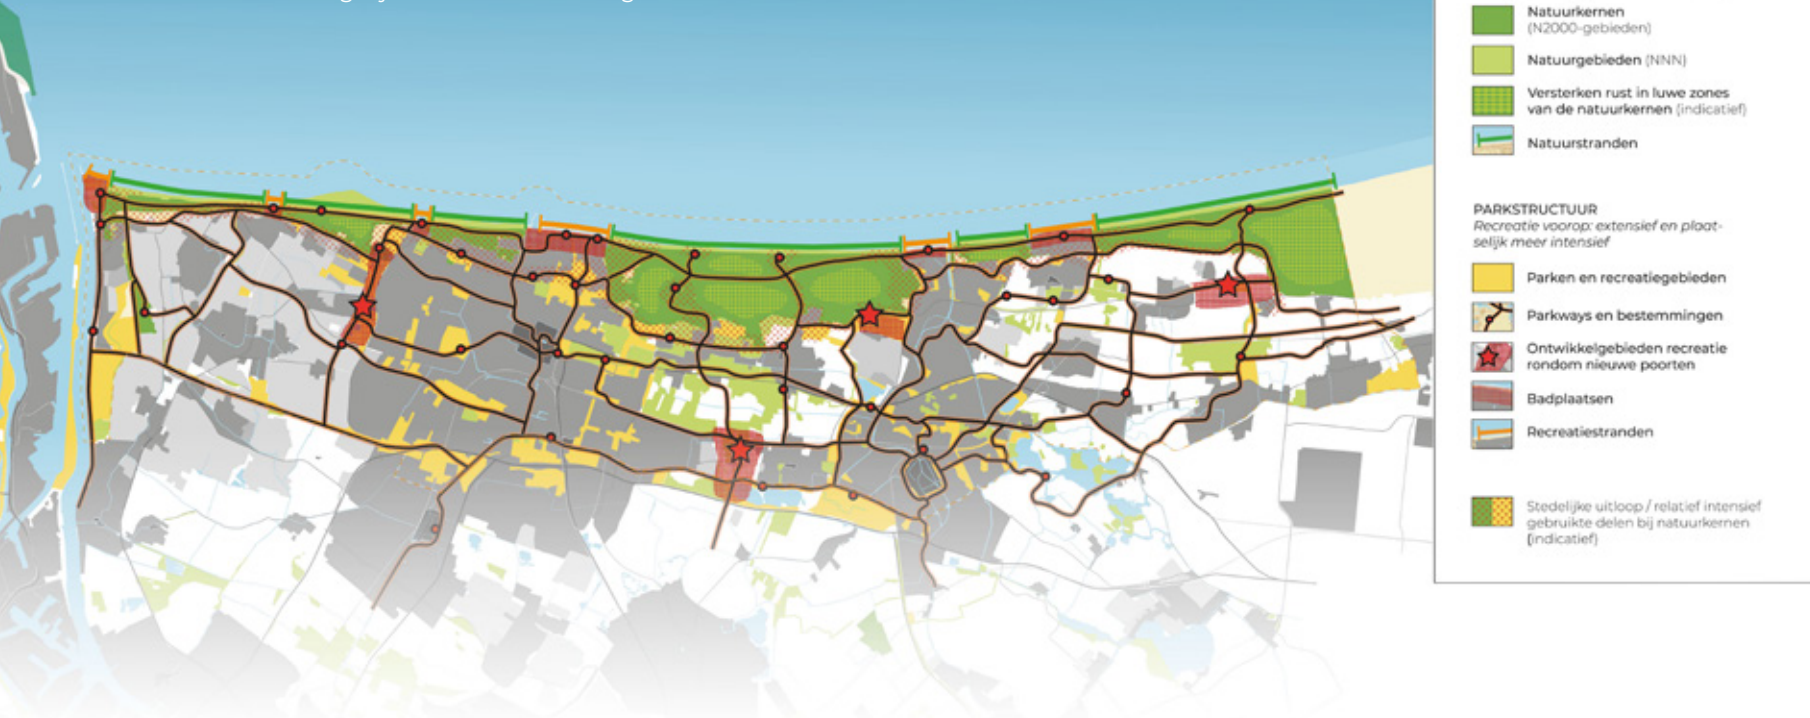 Natuurkernen
(N2000-gebieden)
Natuurgebieden (NNN)
Versterken rust in luwe zones
van de natuurkernen (indicatief)
Natuurstranden
PARKSTRUCTUUR
Recreatie voorop: extensief en plaat-
selijk meer intensief
Parken en recreatiegebieden
Parkways en bestemmingen
Ontwikkelgebieden recreatie
rondom nieuwe poorten
Badplaatsen
Recreatiestranden
Stedelijke uitloop / relatief intensief
gebruikte delen bij natuurkernen
(indicatief)